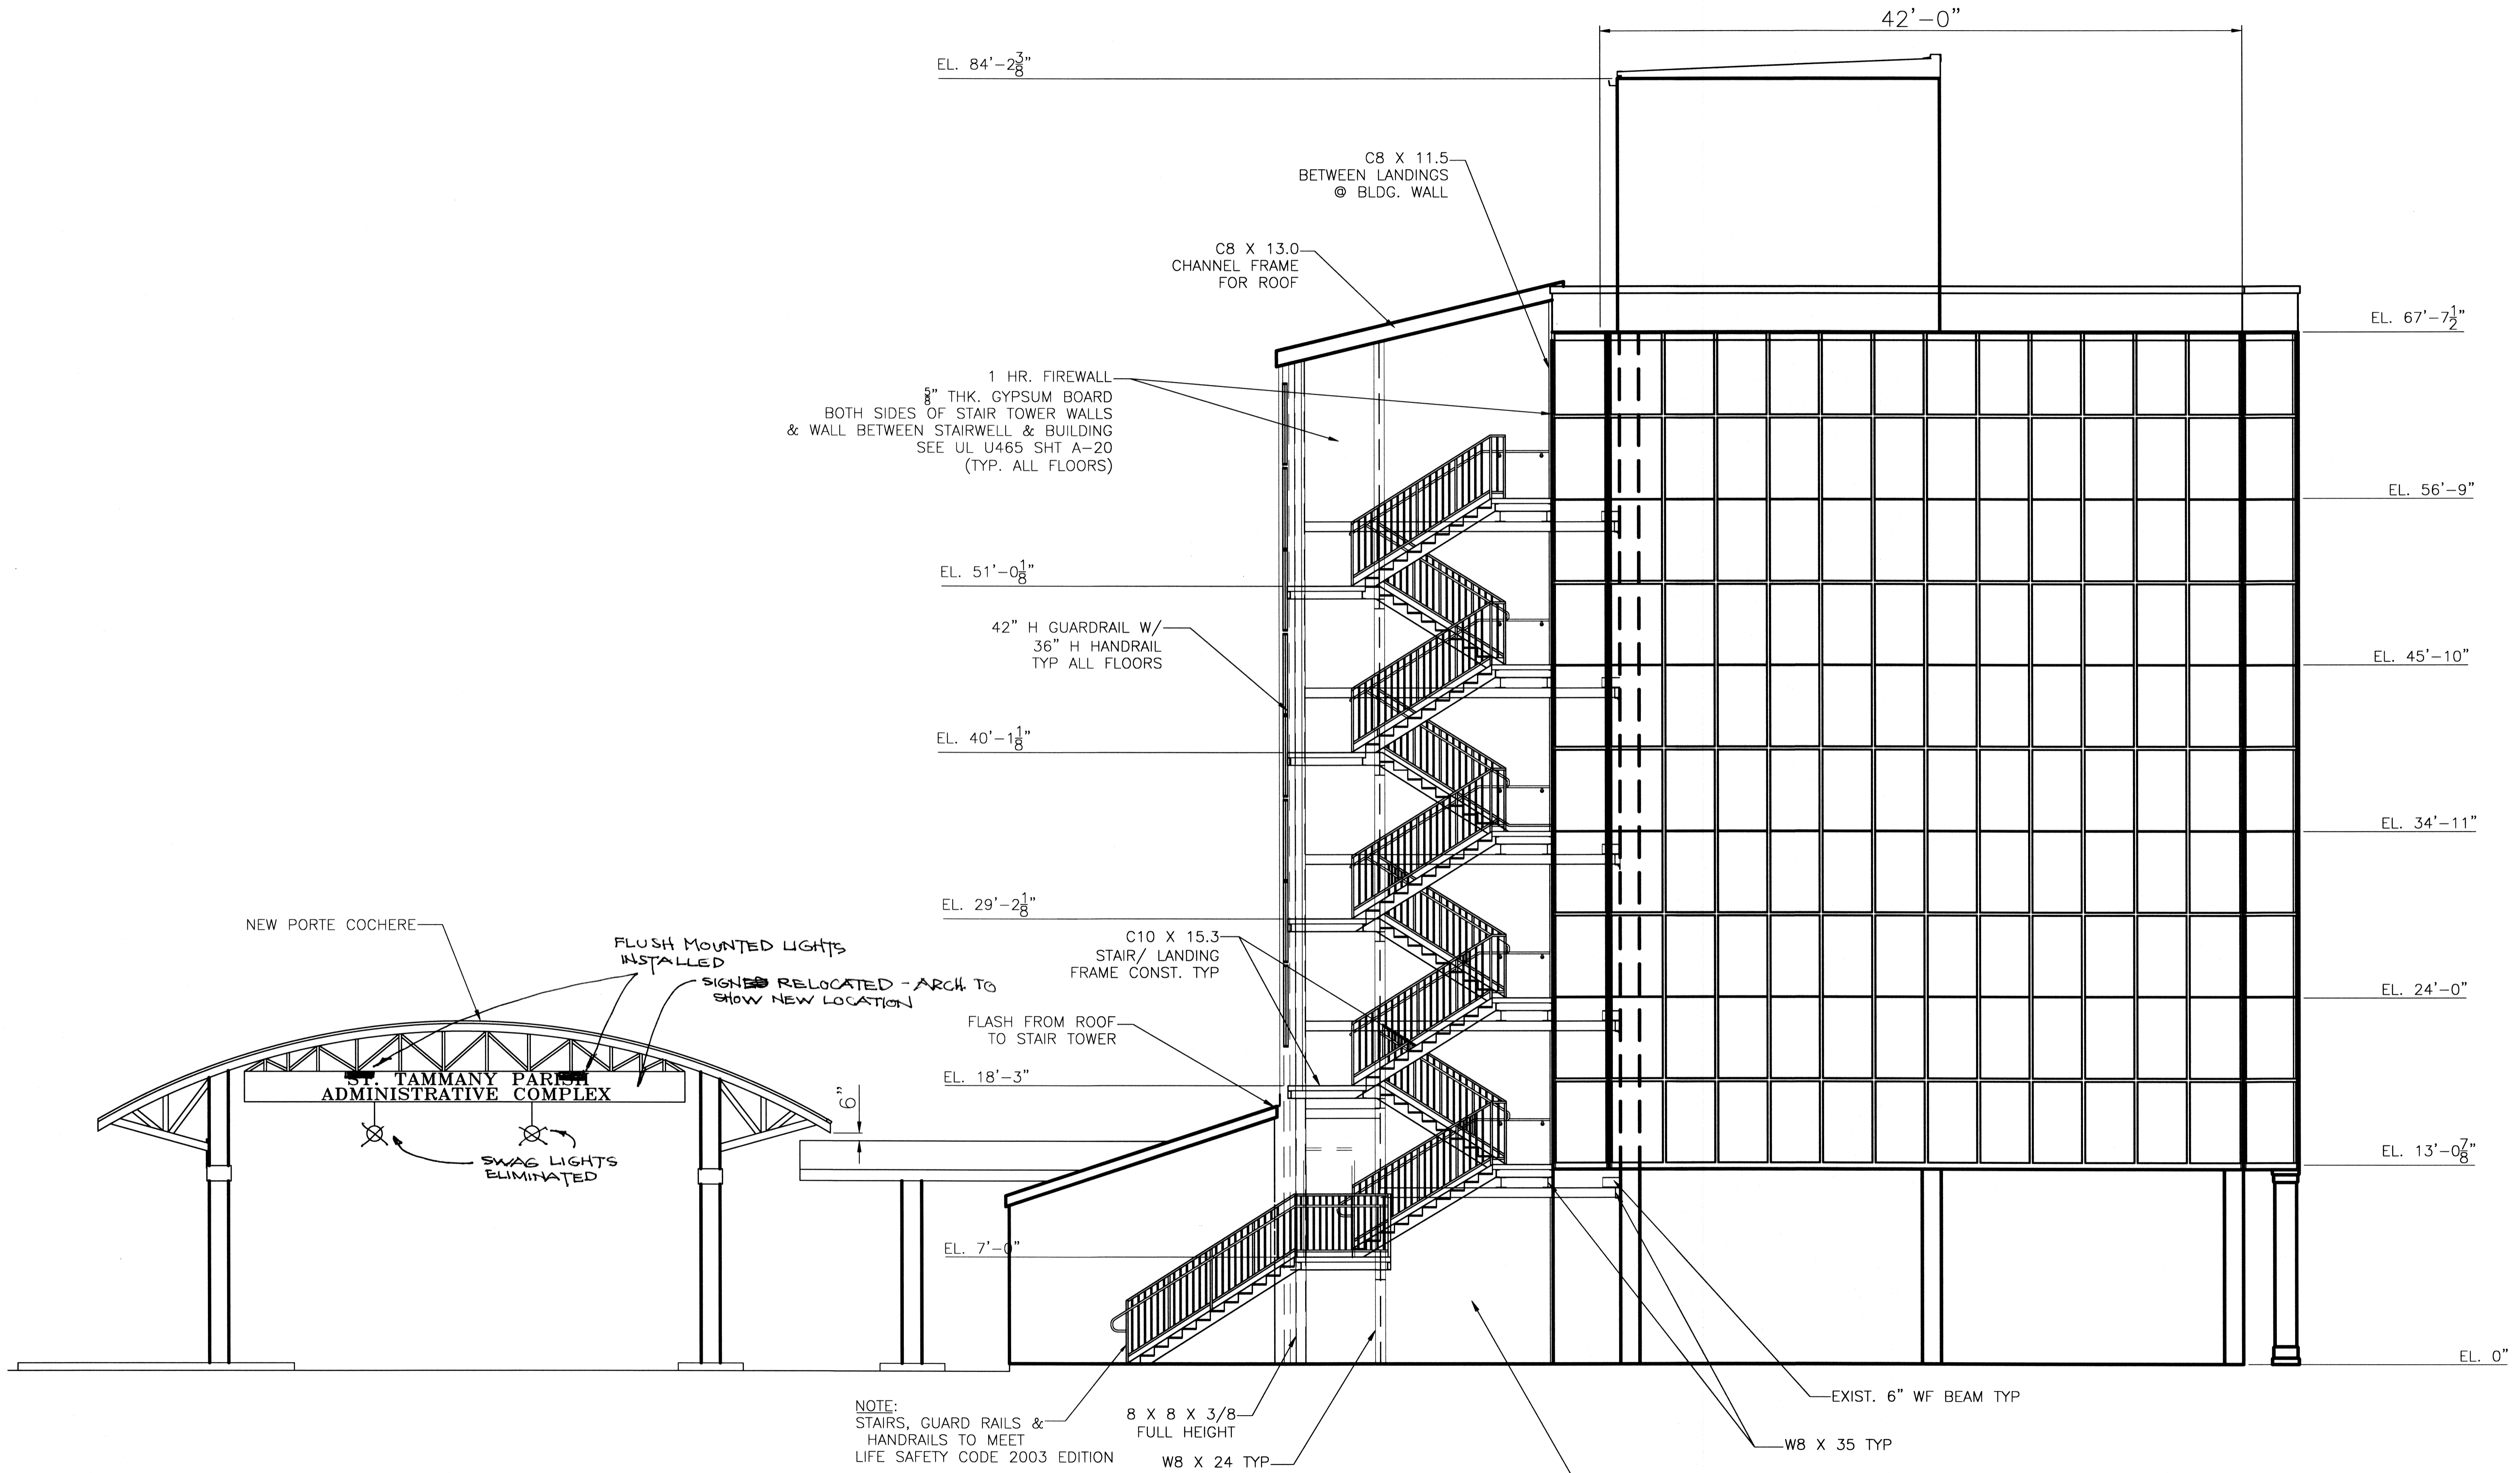 42'-0"
EL. 84'-2 3/8"
C8 X 11.5
BETWEEN LANDINGS
@ BLDG. WALL
C8 X 13.0
CHANNEL FRAME
FOR ROOF
EL. 67'-7 1/2"
1 HR. FIREWALL
5/8" THK. GYPSUM BOARD
BOTH SIDES OF STAIR TOWER WALLS
& WALL BETWEEN STAIRWELL & BUILDING
SEE UL U465 SHT A-20
(TYP. ALL FLOORS)
EL. 56'-9"
EL. 51'-0 1/8"
42" H GUARDRAIL W/
36" H HANDRAIL
TYP ALL FLOORS
EL. 45'-10"
EL. 40'-1 1/8"
EL. 34'-11"
EL. 29'-2 1/8"
NEW PORTE COCHERE
FLUSH MOUNTED LIGHTS
INSTALLED
SIGN RELOCATED - ARCH. TO
SHOW NEW LOCATION
C10 X 15.3
STAIR/ LANDING
FRAME CONST. TYP
EL. 24'-0"
FLASH FROM ROOF
TO STAIR TOWER
EL. 18'-3"
ST. TAMMANY PARISH
ADMINISTRATIVE COMPLEX
6"
SWAG LIGHTS
ELIMINATED
EL. 13'-0 7/8"
EL. 7'-0"
EL. 0"
NOTE:
STAIRS, GUARD RAILS &
HANDRAILS TO MEET
LIFE SAFETY CODE 2003 EDITION
8 X 8 X 3/8
FULL HEIGHT
W8 X 24 TYP
EXIST. 6" WF BEAM TYP
W8 X 35 TYP